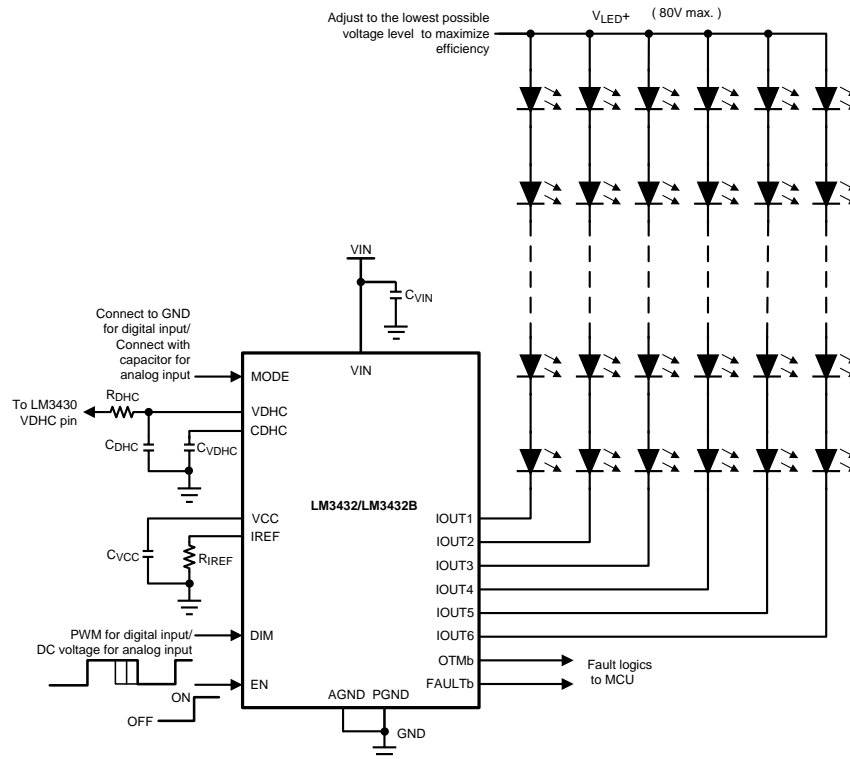 Adjust to the lowest possible
voltage level to maximize
efficiency
VLED+ ( 80V max. )
VIN
CVIN
Connect to GND
for digital input/
Connect with
capacitor for
analog input
VIN
MODE
RDHC
To LM3430
VDHC pin
VDHC
CDHC
CDHC
CVDHC
LM3432/LM3432B
VCC
IREF
CVCC
RIREF
IOUT1
IOUT2
IOUT3
IOUT4
IOUT5
IOUT6
PWM for digital input/
DC voltage for analog input
DIM
OTMb
FAULTb
Fault logics
to MCU
EN
ON
OFF
AGND PGND
GND